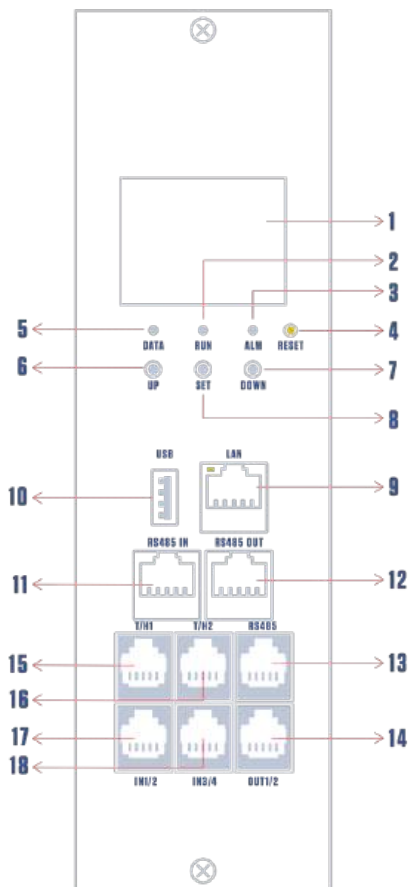 1
2
3
5 DATA RUN ALM RESET 4
6 UP SET DOWN 7
8
USB LAN
10 9
RS485 IN RS485 OUT
11 12
T/H1 T/H2 RS485
15 13
16
17 14
18
IN1/2 IN3/4 OUT1/2